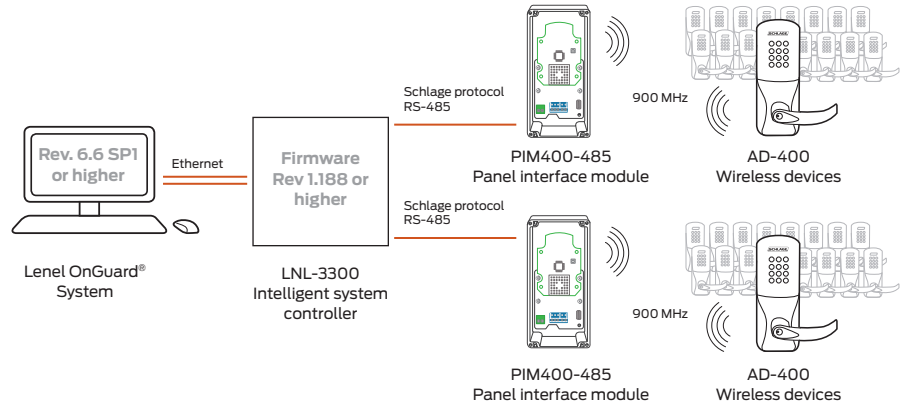 Rev. 6.6 SP1
or higher
Lenel OnGuard®
System
Ethernet
Firmware
Rev 1.188 or
higher
LNL-3300
Intelligent system
controller
Schlage protocol
RS-485
PIM400-485
Panel interface module
900 MHz
SCHLAGE
AD-400
Wireless devices
Schlage protocol
RS-485
PIM400-485
Panel interface module
900 MHz
SCHLAGE
AD-400
Wireless devices